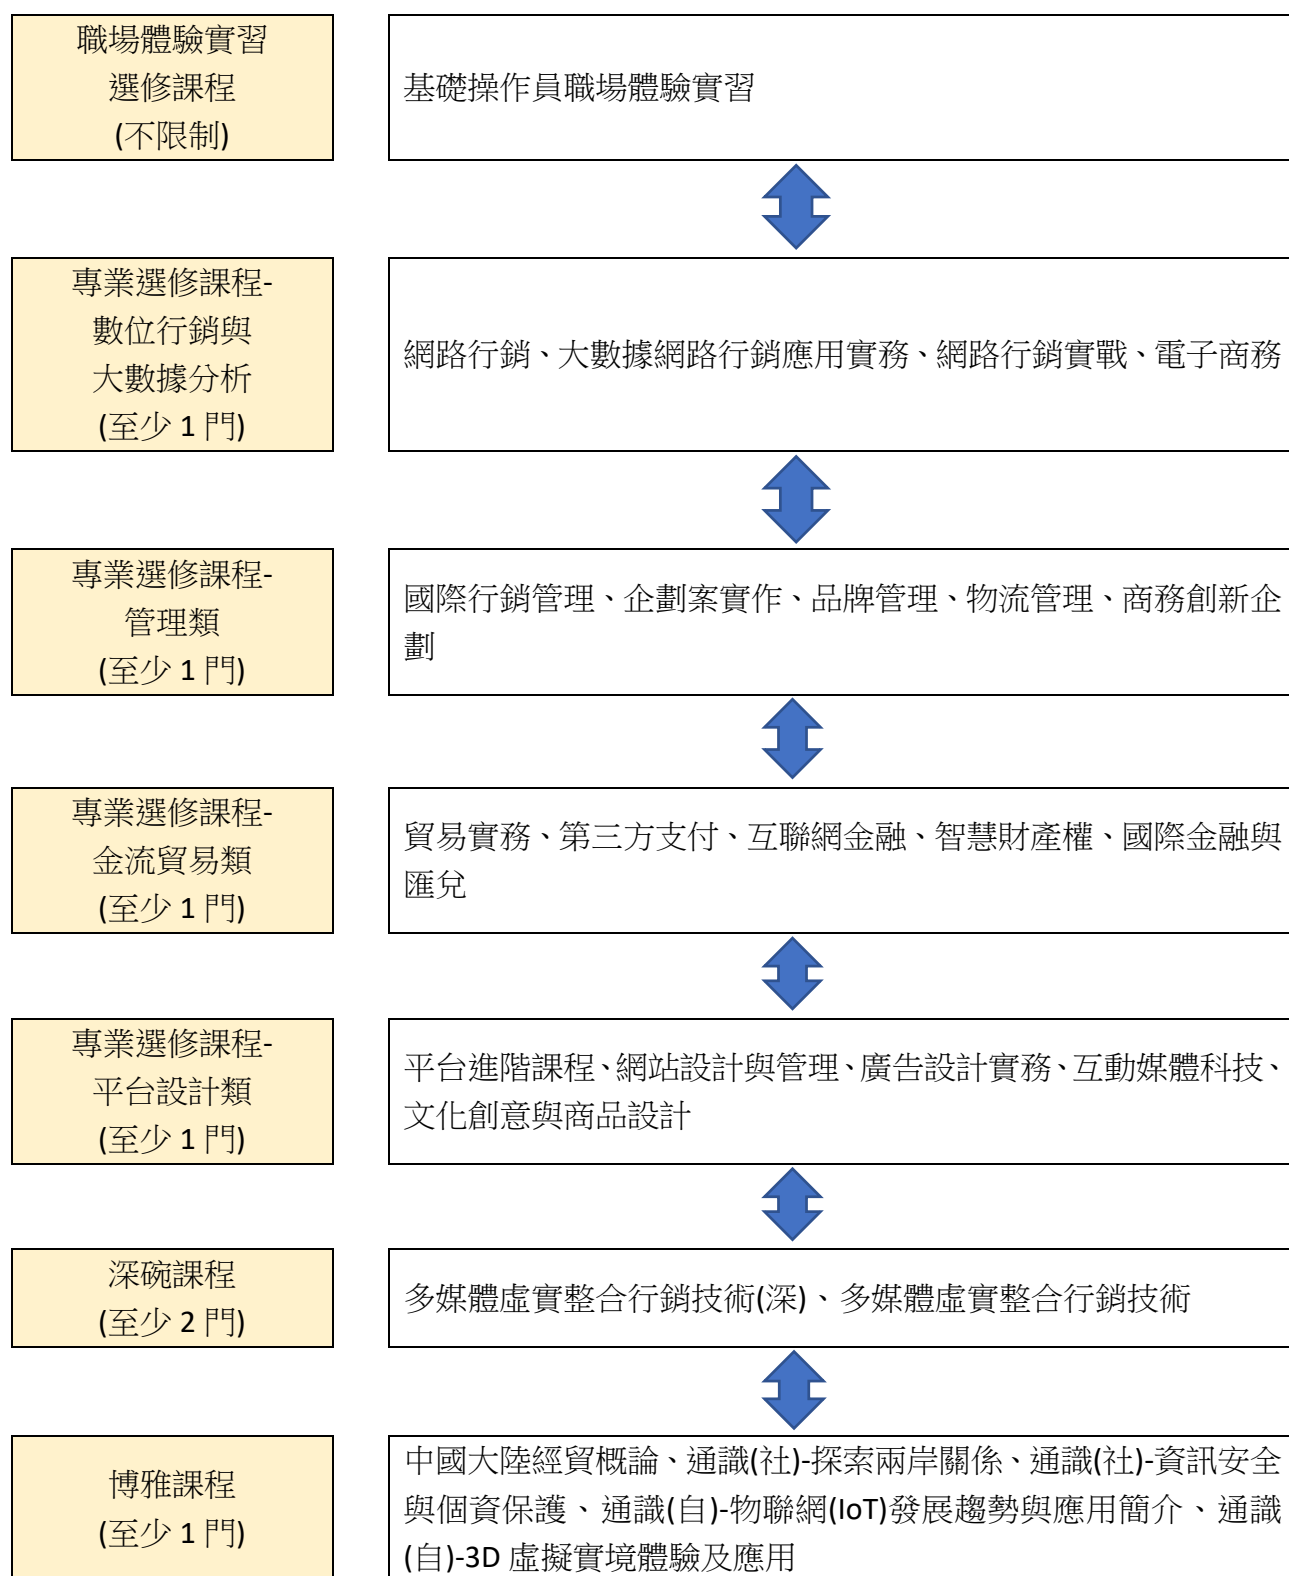 職場體驗實習
選修課程
(不限制)
基礎操作員職場體驗實習
專業選修課程-
數位行銷與
大數據分析
(至少 1 門)
網路行銷、大數據網路行銷應用實務、網路行銷實戰、電子商務
專業選修課程-
管理類
(至少 1 門)
國際行銷管理、企劃案實作、品牌管理、物流管理、商務創新企
劃
專業選修課程-
金流貿易類
(至少 1 門)
貿易實務、第三方支付、互聯網金融、智慧財產權、國際金融與
匯兌
專業選修課程-
平台設計類
(至少 1 門)
平台進階課程、網站設計與管理、廣告設計實務、互動媒體科技、
文化創意與商品設計
深碗課程
(至少 2 門)
多媒體虛實整合行銷技術(深)、多媒體虛實整合行銷技術
博雅課程
(至少 1 門)
中國大陸經貿概論、通識(社)-探索兩岸關係、通識(社)-資訊安全
與個資保護、通識(自)-物聯網(IoT)發展趨勢與應用簡介、通識
(自)-3D 虛擬實境體驗及應用